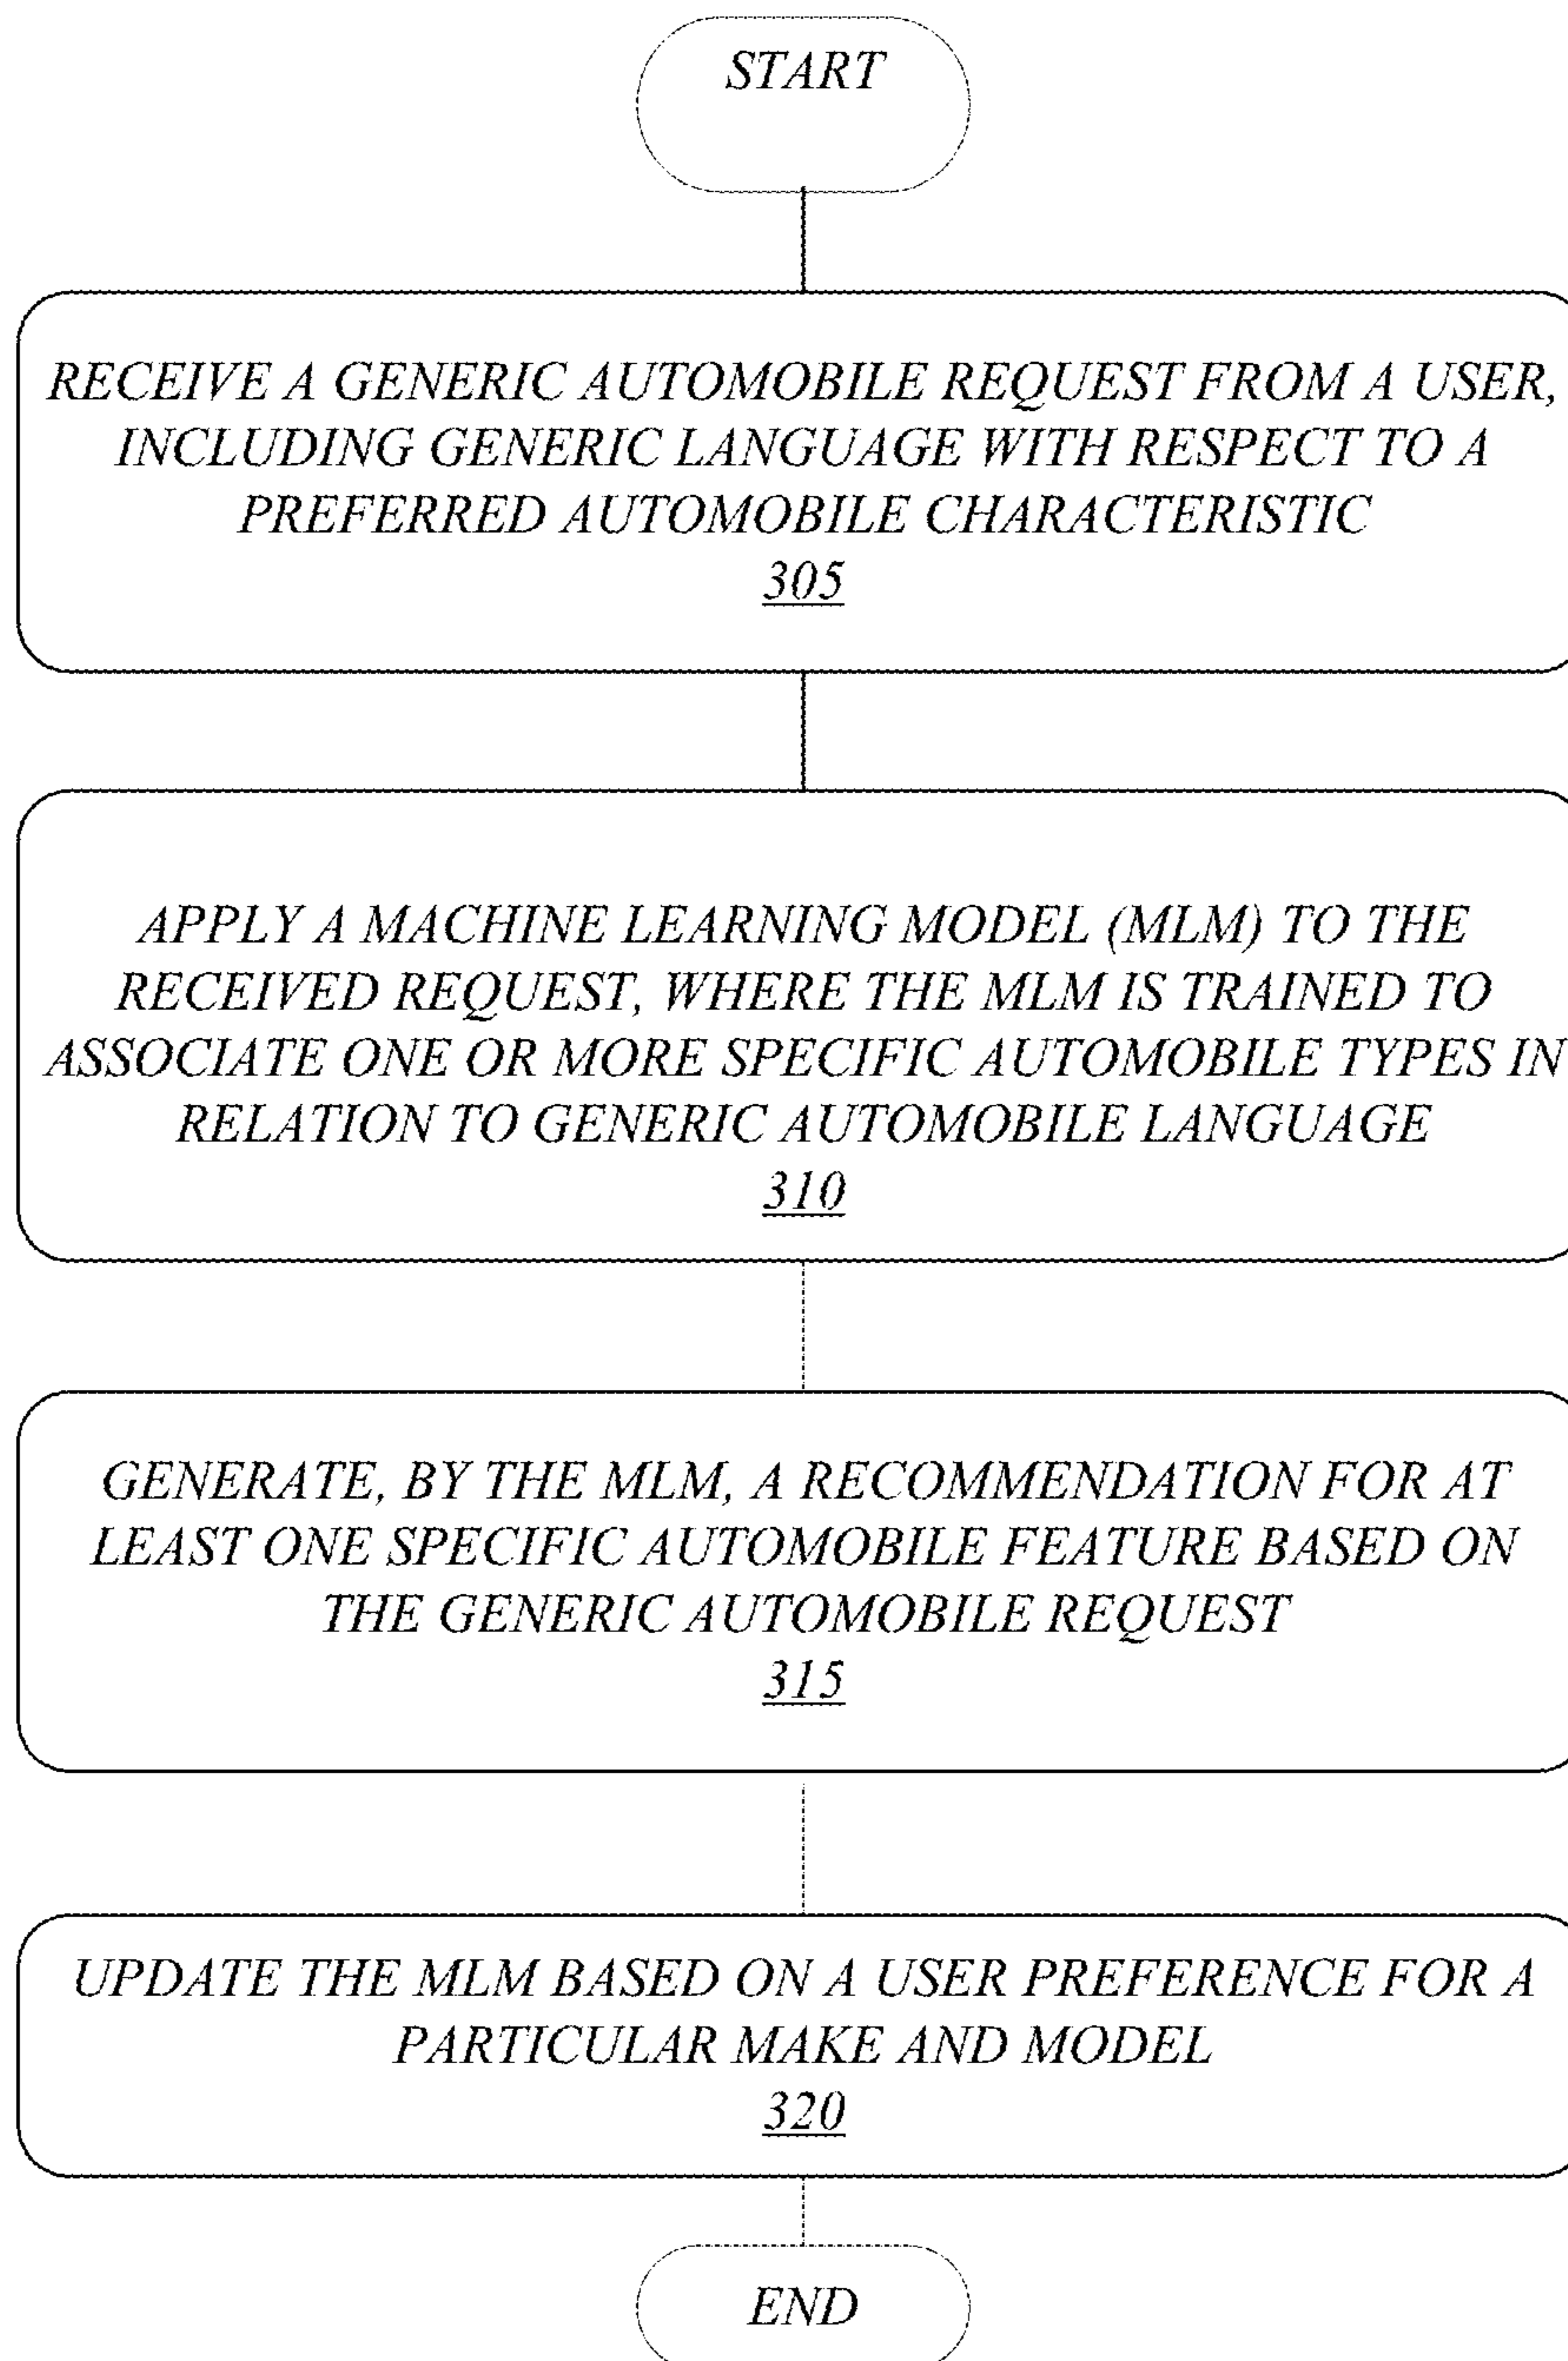 START
RECEIVE A GENERIC AUTOMOBILE REQUEST FROM A USER,
INCLUDING GENERIC LANGUAGE WITH RESPECT TO A
PREFERRED AUTOMOBILE CHARACTERISTIC
305
APPLY A MACHINE LEARNING MODEL (MLM) TO THE
RECEIVED REQUEST, WHERE THE MLM IS TRAINED TO
ASSOCIATE ONE OR MORE SPECIFIC AUTOMOBILE TYPES IN
RELATION TO GENERIC AUTOMOBILE LANGUAGE
310
GENERATE, BY THE MLM, A RECOMMENDATION FOR AT
LEAST ONE SPECIFIC AUTOMOBILE FEATURE BASED ON
THE GENERIC AUTOMOBILE REQUEST
315
UPDATE THE MLM BASED ON A USER PREFERENCE FOR A
PARTICULAR MAKE AND MODEL
320
END